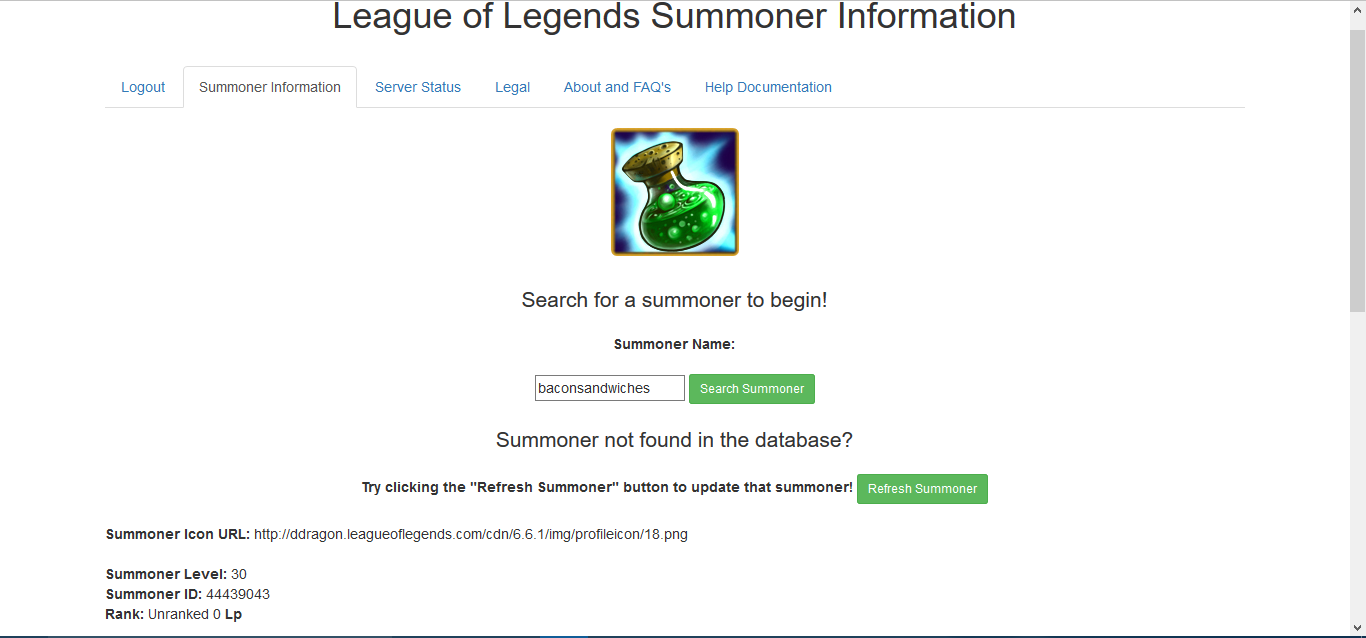 League of Legends Summoner Information
Logout Summoner Information Server Status Legal About and FAQ's Help Documentation
Search for a summoner to begin!
Summoner Name:
baconsandwiches Search Summoner
Summoner not found in the database?
Try clicking the "Refresh Summoner" button to update that summoner! Refresh Summoner
Summoner Icon URL: http://ddragon.leagueoflegends.com/cdn/6.6.1/img/profileicon/18.png
Summoner Level: 30
Summoner ID: 44439043
Rank: Unranked 0 Lp